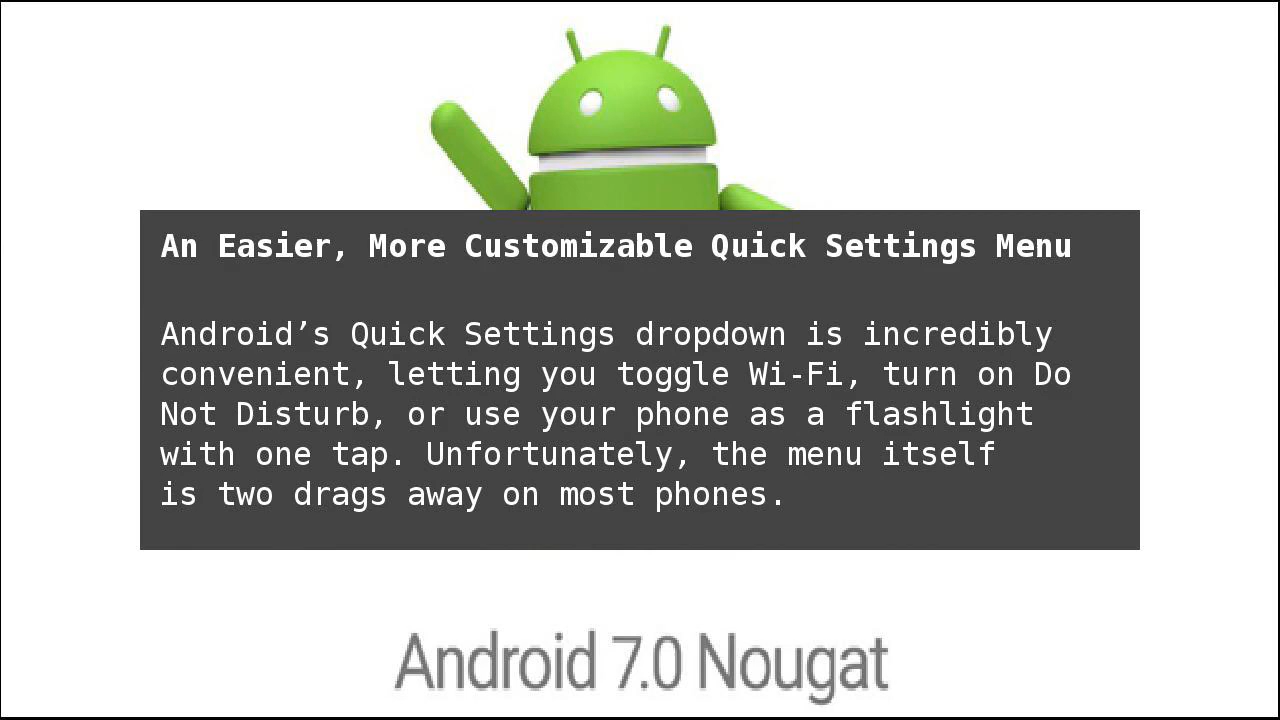 An Easier, More Customizable Quick Settings Menu
Android’s Quick Settings dropdown is incredibly
convenient, letting you toggle Wi-Fi, turn on Do
Not Disturb, or use your phone as a flashlight
with one tap. Unfortunately, the menu itself
is two drags away on most phones.
Android 7.0 Nougat